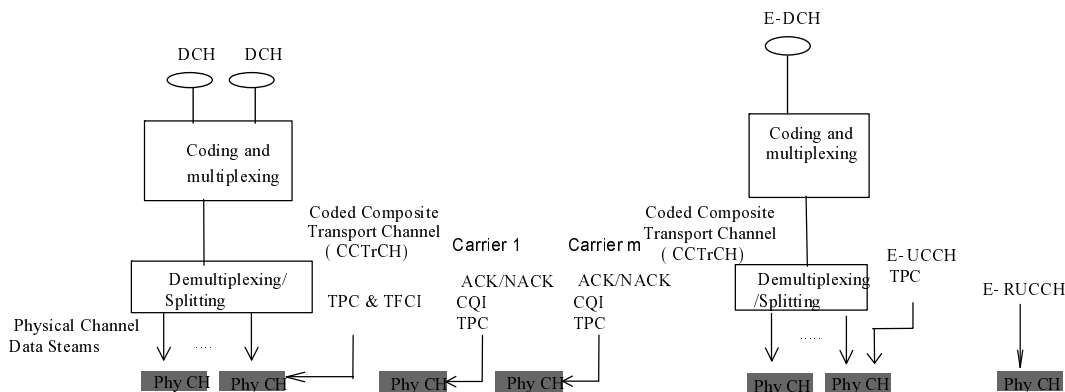 E-DCH
DCH
DCH
Coding and
multiplexing
Coding and
multiplexing
Coded Composite
Transport Channel
( CCTrCH)
Carrier 1
Carrier m
Coded Composite
Transport Channel
( CCTrCH)
Demultiplexing/
Splitting
TPC & TFCI
ACK/NACK
CQI
TPC
ACK/NACK
CQI
TPC
Demultiplexing
/Splitting
E- UCCH
TPC
E- RUCCH
Physical Channel
Data Steams
....
.....
Phy CH
Phy CH
Phy CH
Phy CH
Phy CH
Phy CH
Phy CH